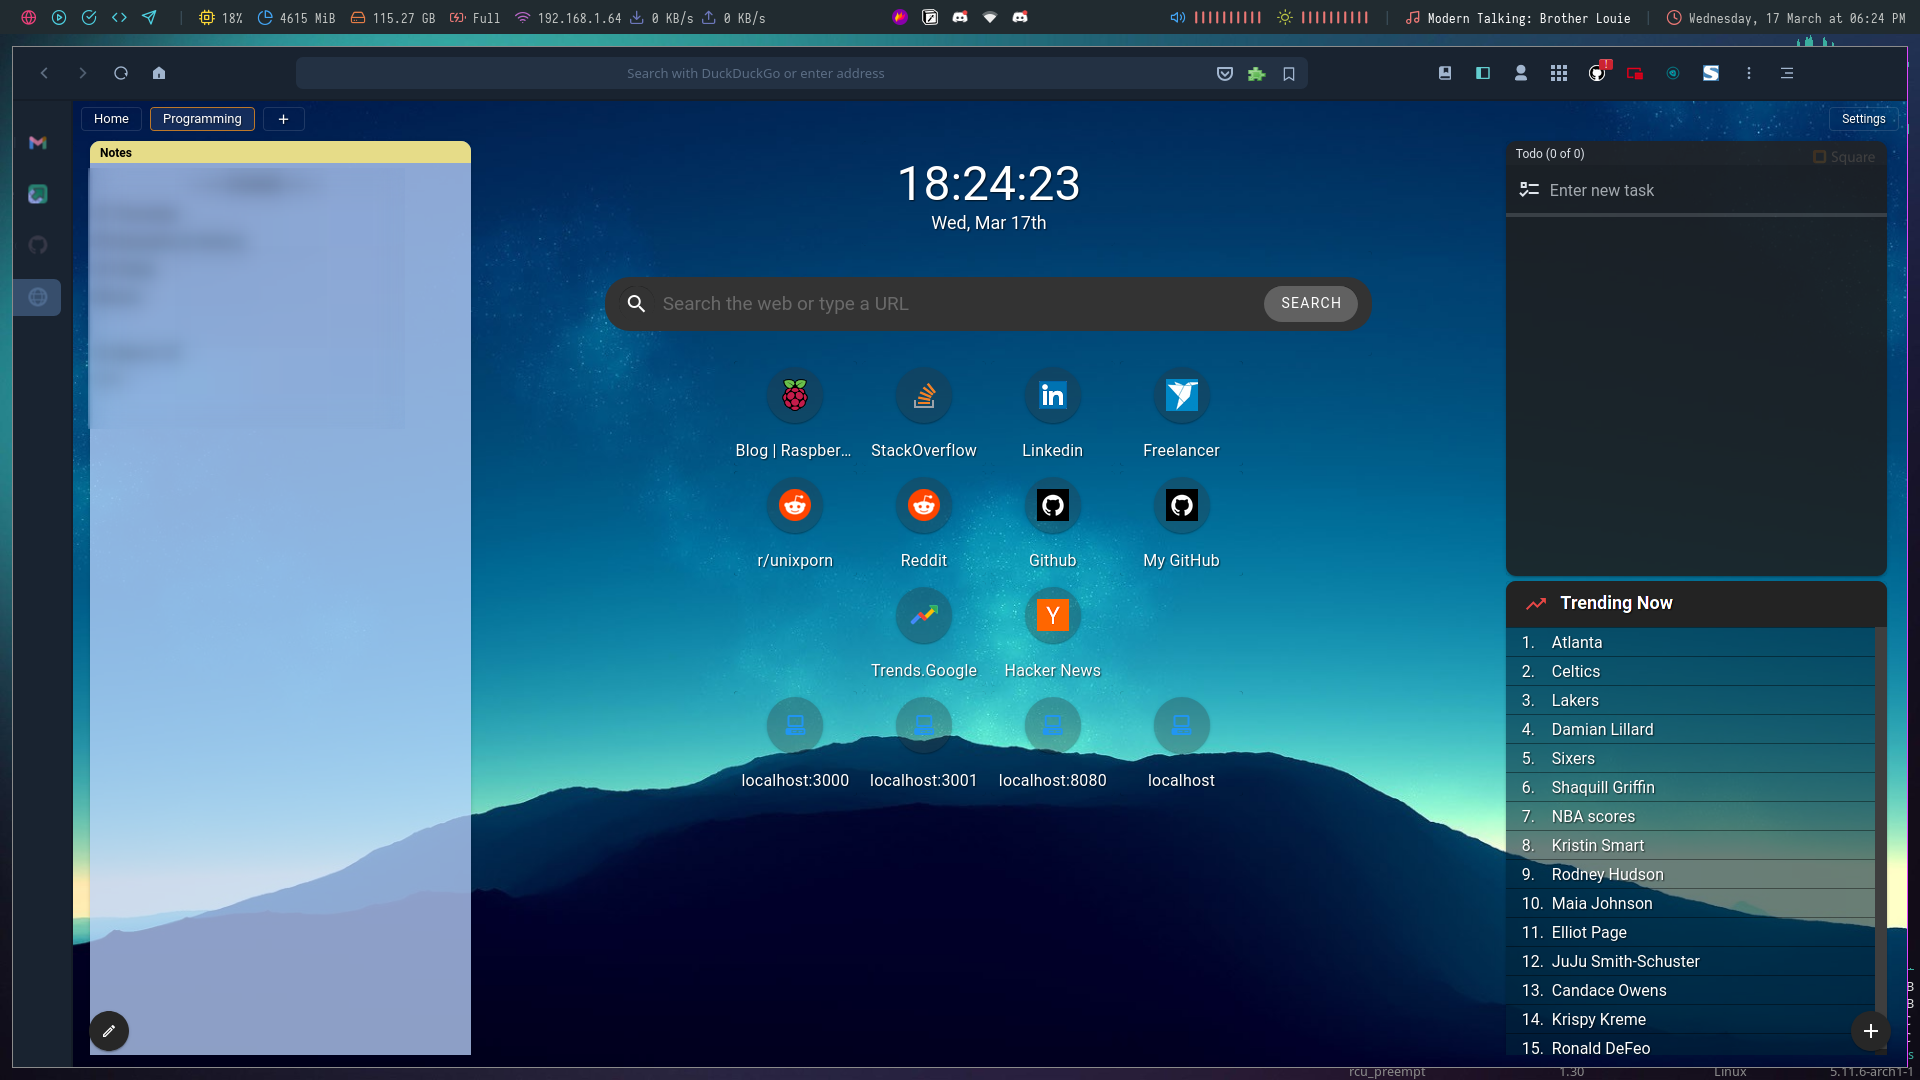 18% 4615 MiB 115.27 GB Full 192.168.1.64 0 KB/s 0 KB/s Modern Talking: Brother Louie Wednesday, 17 March at 06:24 PM
Search with DuckDuckGo or enter address
Home Programming + Settings
Notes
18:24:23
Wed, Mar 17th
Search the web or type a URL SEARCH
Blog | Raspber... StackOverflow Linkedin Freelancer
r/unixporn Reddit Github My GitHub
Trends.Google Hacker News
localhost:3000 localhost:3001 localhost:8080 localhost
Todo (0 of 0) Square
Enter new task
Trending Now
1. Atlanta
2. Celtics
3. Lakers
4. Damian Lillard
5. Sixers
6. Shaquill Griffin
7. NBA scores
8. Kristin Smart
9. Rodney Hudson
10. Maia Johnson
11. Elliot Page
12. JuJu Smith-Schuster
13. Candace Owens
14. Krispy Kreme
15. Ronald DeFeo
rcu_preempt 1.30 Linux 5.11.6-arch1-1